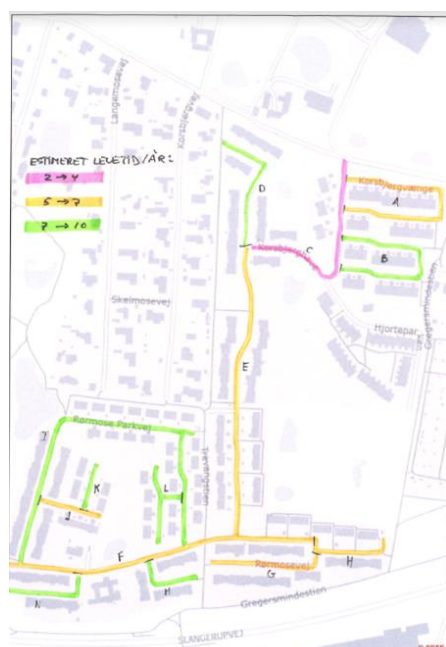 Langemosevej
Korsbjergvej
ESTIMERET LEVETID/ÅR:
2→4
5→7
7→10
D
Korsbjergvænge
A
C
B
Skelmosevej
Hjortepar
Gregersmindestien
E
Rørmose Parkvej
Trevangstien
K
L
J
F
Rørmosevej
G
H
N
M
Gregersmindestien
SLANGERUPVEJ